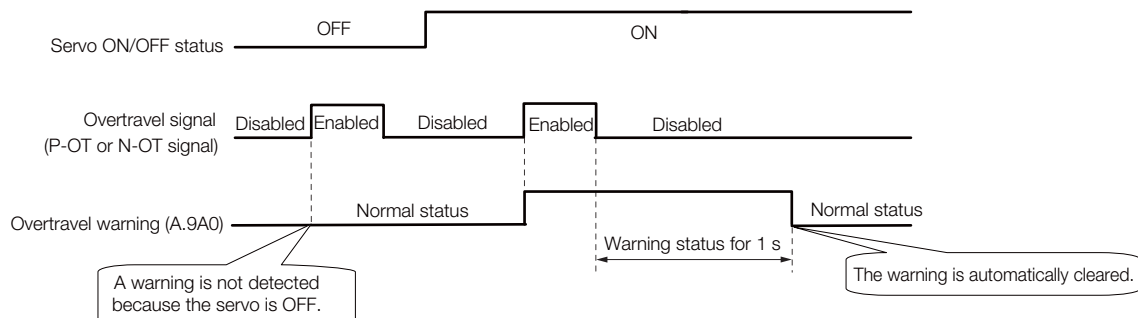 OFF
ON
Servo ON/OFF status
Overtravel signal
(P-OT or N-OT signal)
Disabled
Enabled
Disabled
Enabled
Disabled
Overtravel warning (A.9A0)
Normal status
Normal status
Warning status for 1 s
A warning is not detected
because the servo is OFF.
The warning is automatically cleared.